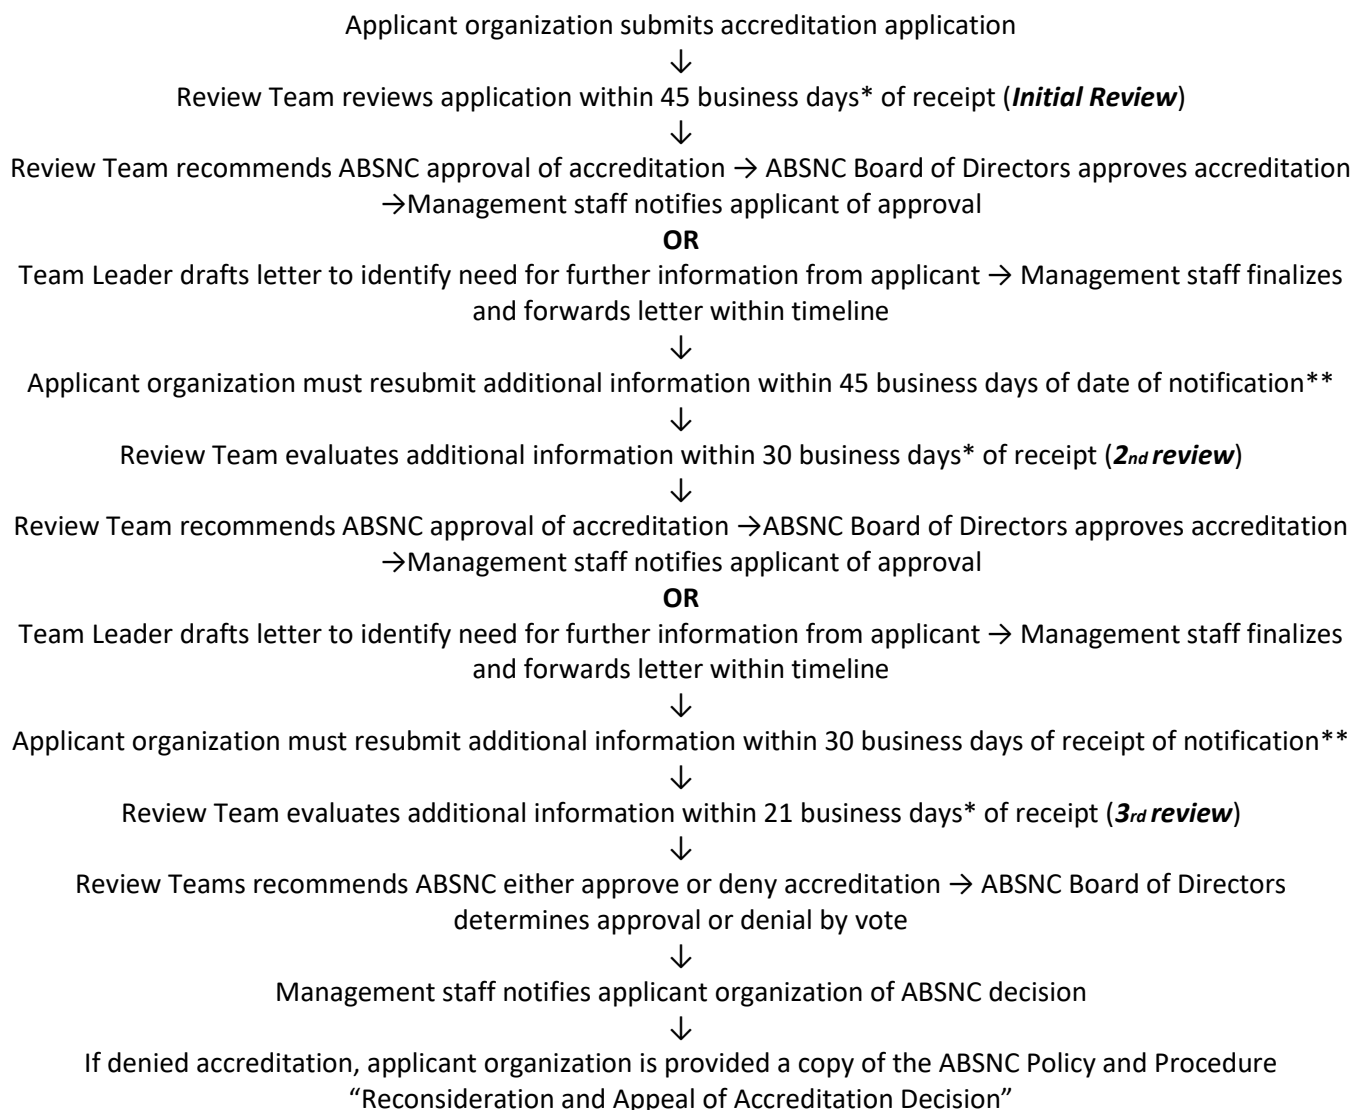 Applicant organization submits accreditation application
↓
Review Team reviews application within 45 business days* of receipt (Initial Review)
↓
Review Team recommends ABSNC approval of accreditation → ABSNC Board of Directors approves accreditation
→Management staff notifies applicant of approval
OR
Team Leader drafts letter to identify need for further information from applicant → Management staff finalizes
and forwards letter within timeline
↓
Applicant organization must resubmit additional information within 45 business days of date of notification**
↓
Review Team evaluates additional information within 30 business days* of receipt (2nd review)
↓
Review Team recommends ABSNC approval of accreditation →ABSNC Board of Directors approves accreditation
→Management staff notifies applicant of approval
OR
Team Leader drafts letter to identify need for further information from applicant → Management staff finalizes
and forwards letter within timeline
↓
Applicant organization must resubmit additional information within 30 business days of receipt of notification**
↓
Review Team evaluates additional information within 21 business days* of receipt (3rd review)
↓
Review Teams recommends ABSNC either approve or deny accreditation → ABSNC Board of Directors
determines approval or denial by vote
↓
Management staff notifies applicant organization of ABSNC decision
↓
If denied accreditation, applicant organization is provided a copy of the ABSNC Policy and Procedure
“Reconsideration and Appeal of Accreditation Decision”